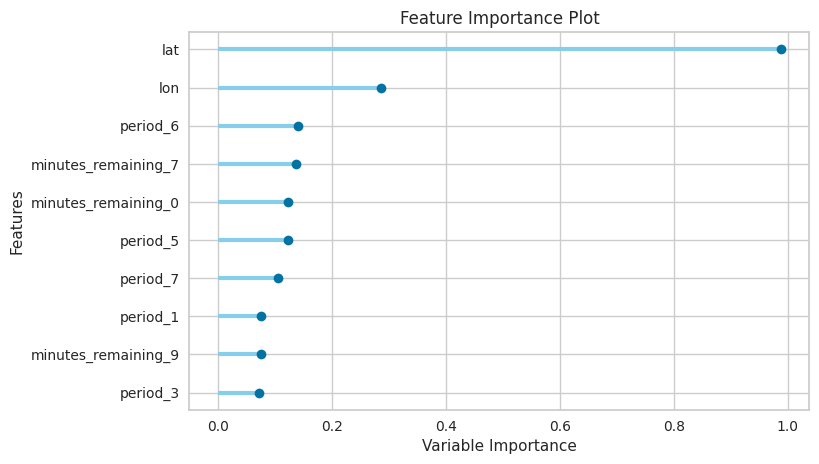 Feature Importance Plot
Features
lat
lon
period_6
minutes_remaining_7
minutes_remaining_0
period_5
period_7
period_1
minutes_remaining_9
period_3
0.0 0.2 0.4 0.6 0.8 1.0
Variable Importance